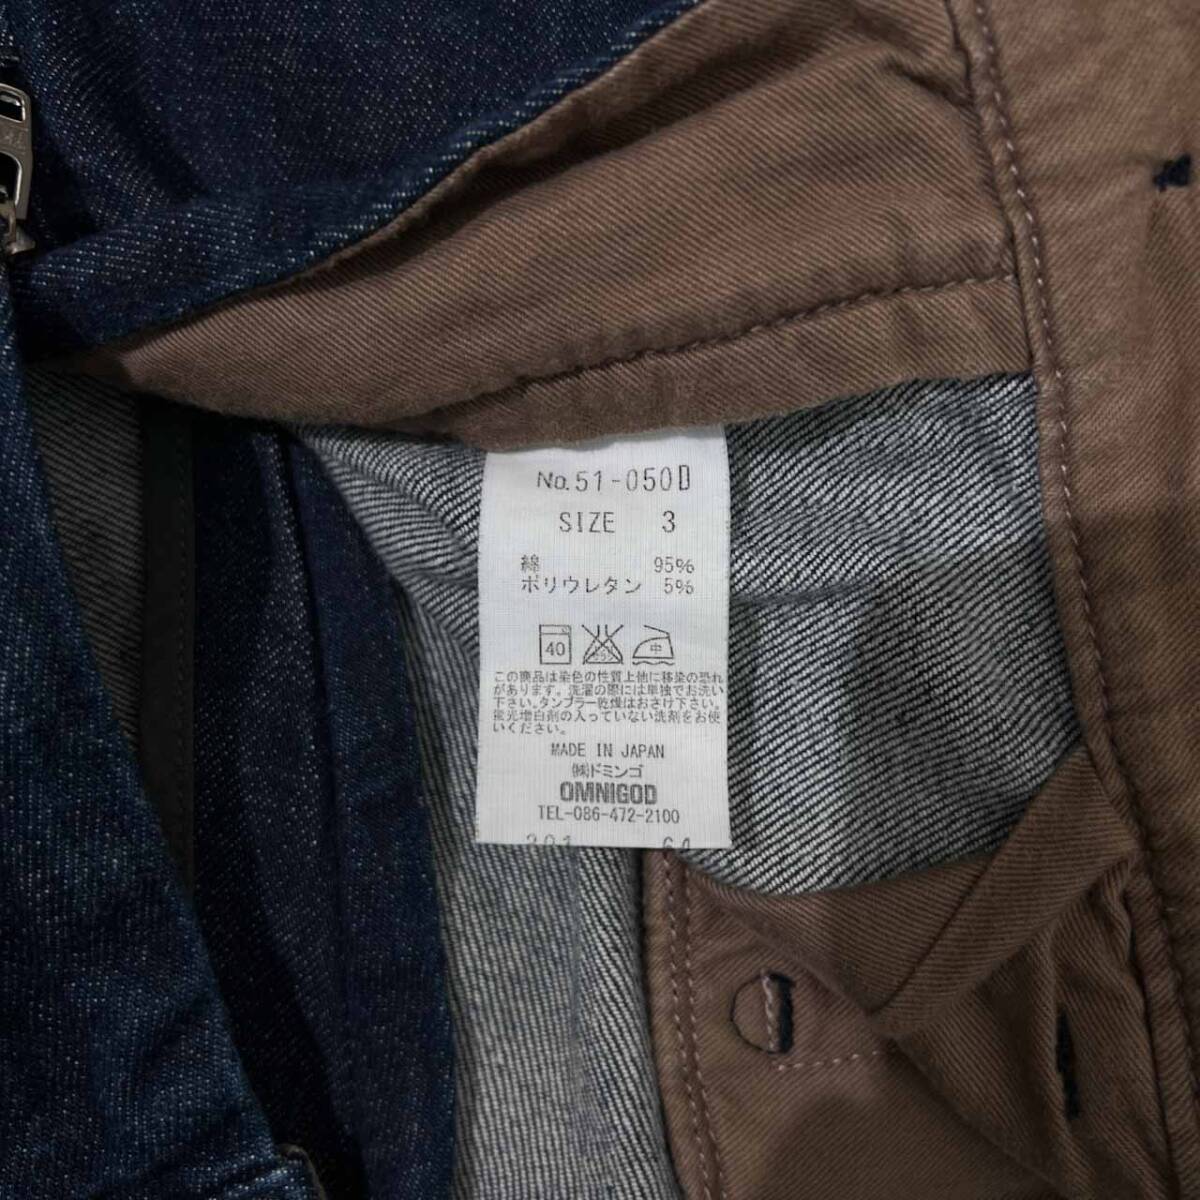 No.51-050D
SIZE 3
綿 95%
ポリウレタン 5%
40 中
この商品は染色の性質上他に移染の恐れ
があります。洗濯の際には単独でお洗い
下さい。タンブラー乾燥はおさけ下さい。
蛍光増白剤の入っていない洗剤をお使
いください。
MADE IN JAPAN
㈱ドミンゴ
OMNIGOD
TEL-086-472-2100